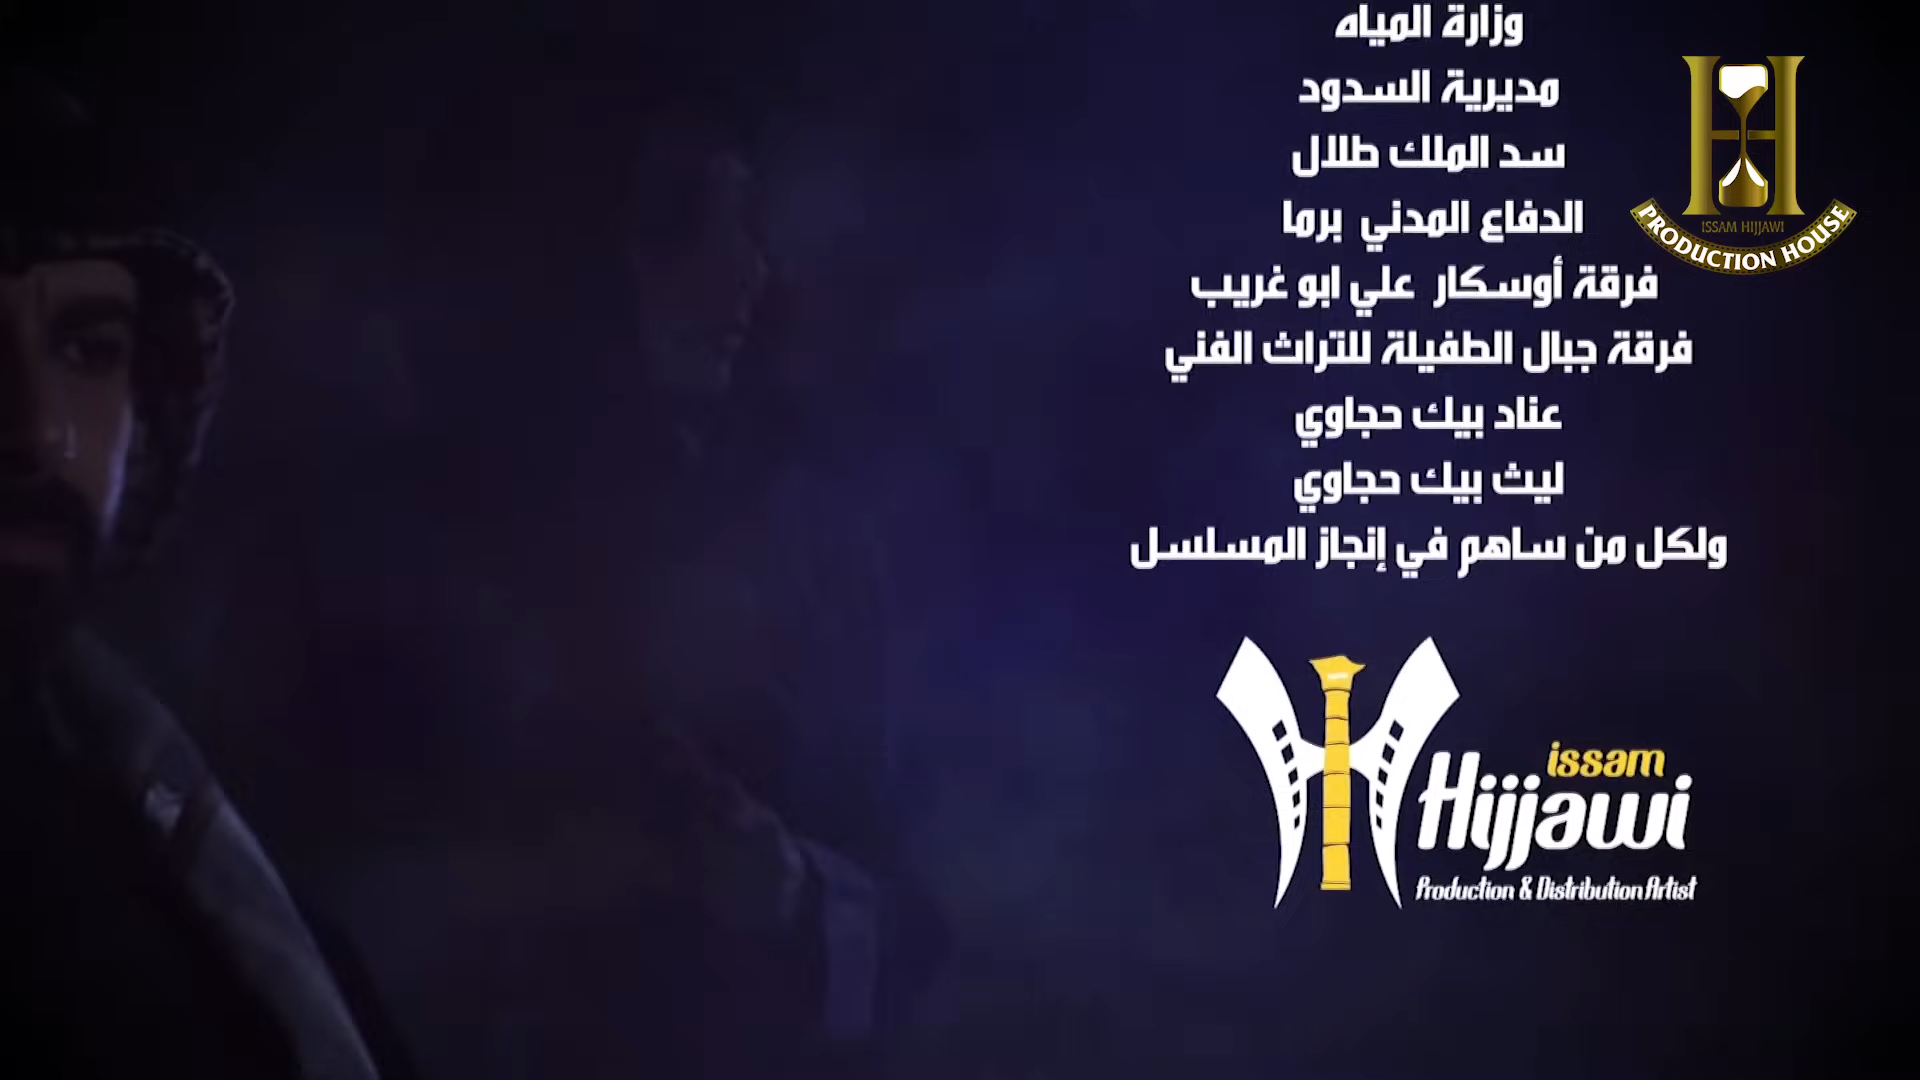 وزارة المياه
مديرية السدود
سد الملك طلال
الدفاع المدني برما
فرقة أوسكار علي ابو غريب
فرقة جبال الطفيلة للتراث الفني
عناد بيك حجاوي
ليث بيك حجاوي
ولكل من ساهم في إنجاز المسلسل
ISSAM HIJJAWI
PRODUCTION HOUSE
issam
Hijjawi
Production & Distribution Artist